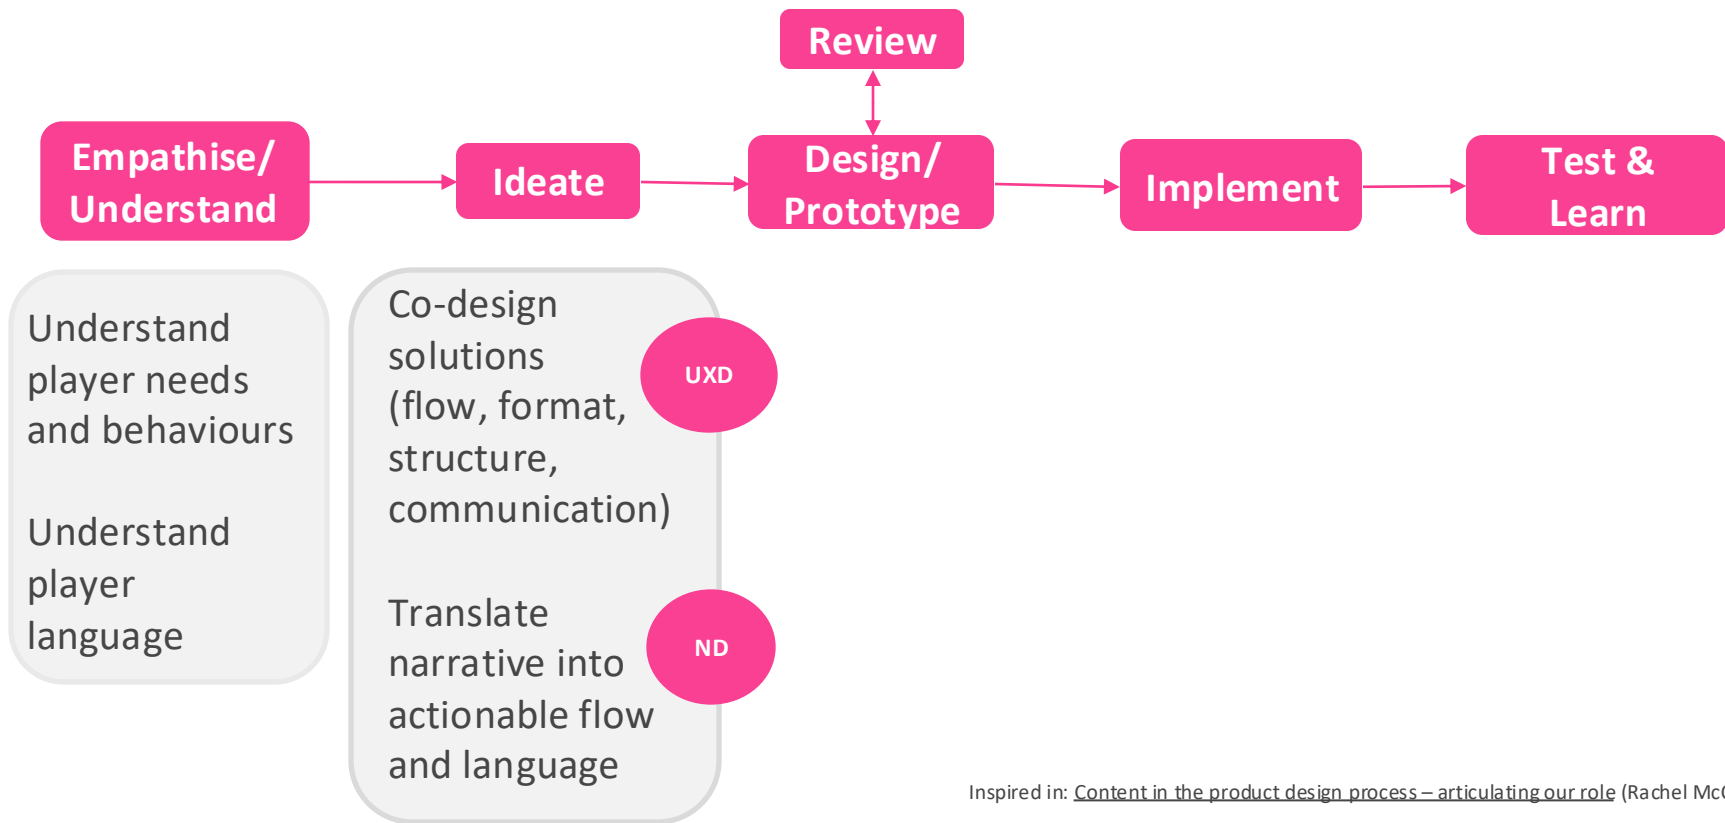 Review
Empathise/
Understand
Ideate
Design/
Prototype
Implement
Test &
Learn
Understand
player needs
and behaviours
Understand
player
language
Co-design
solutions
(flow, format,
structure,
communication)
UXD
Translate
narrative into
actionable flow
and language
ND
Inspired in: Content in the product design process – articulating our role (Rachel